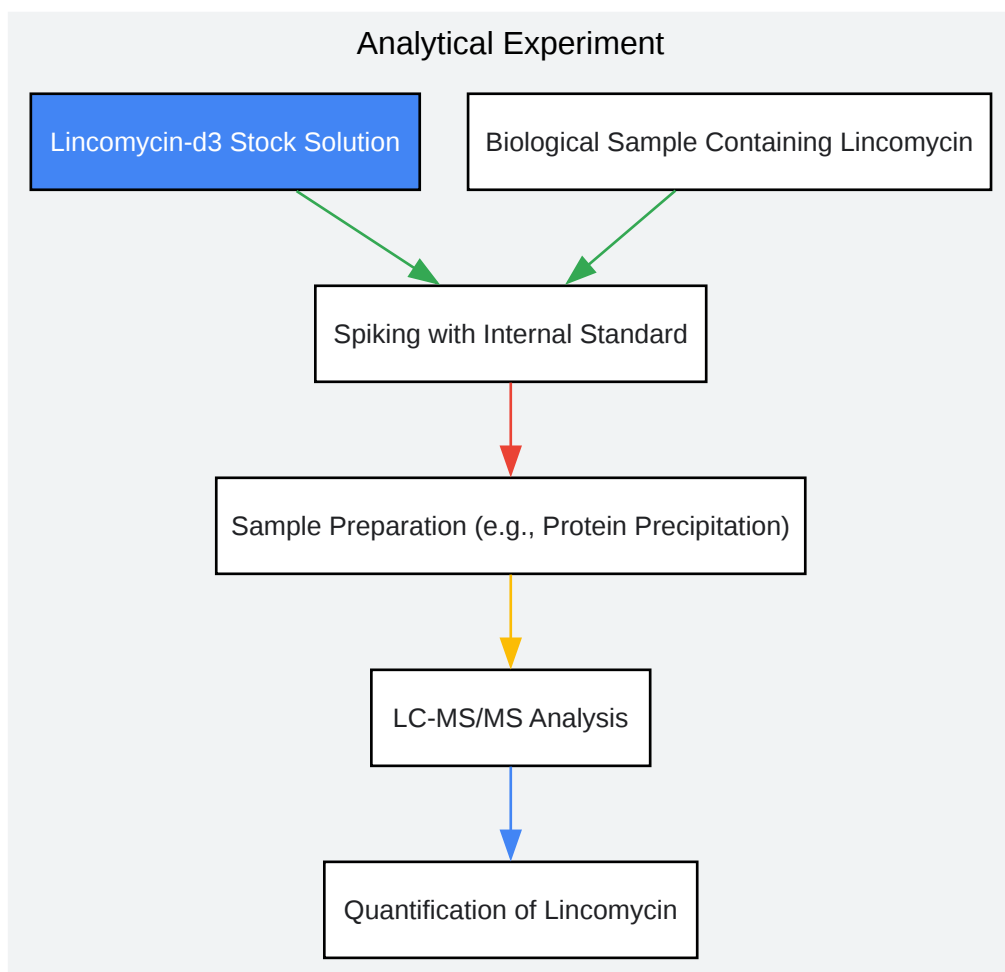 Analytical Experiment
Lincomycin-d3 Stock Solution
Biological Sample Containing Lincomycin
Spiking with Internal Standard
Sample Preparation (e.g., Protein Precipitation)
LC-MS/MS Analysis
Quantification of Lincomycin